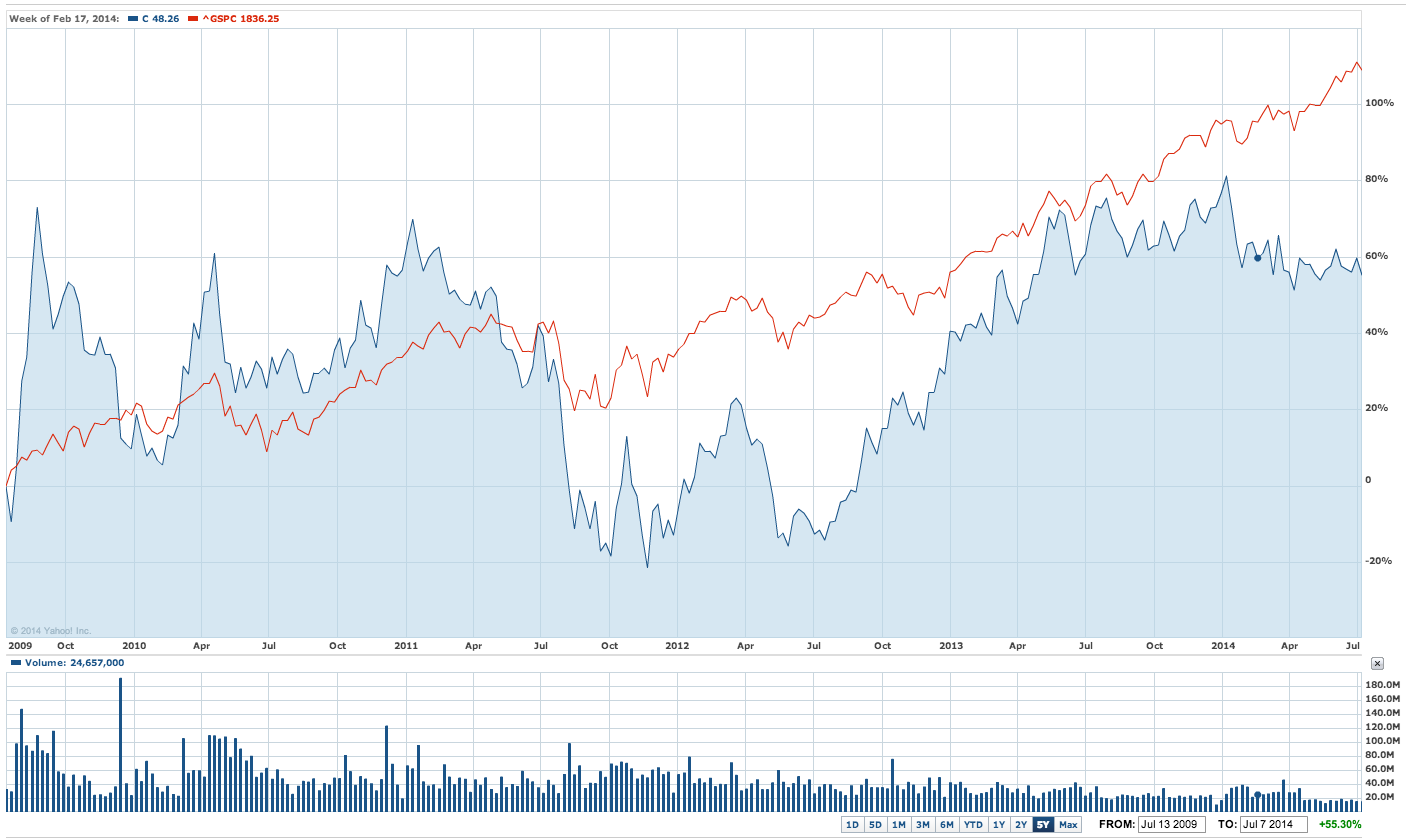 Week of Feb 17, 2014: C 48.26 ^GSPC 1836.25
100%
80%
60%
40%
20%
0
-20%
© 2014 Yahoo! Inc.
2009 Oct 2010 Apr Jul Oct 2011 Apr Jul Oct 2012 Apr Jul Oct 2013 Apr Jul Oct 2014 Apr Jul
Volume: 24,657,000
180.0M
160.0M
140.0M
120.0M
100.0M
80.0M
60.0M
40.0M
20.0M
1D 5D 1M 3M 6M YTD 1Y 2Y 5Y Max FROM: Jul 13 2009 TO: Jul 7 2014 +55.30%